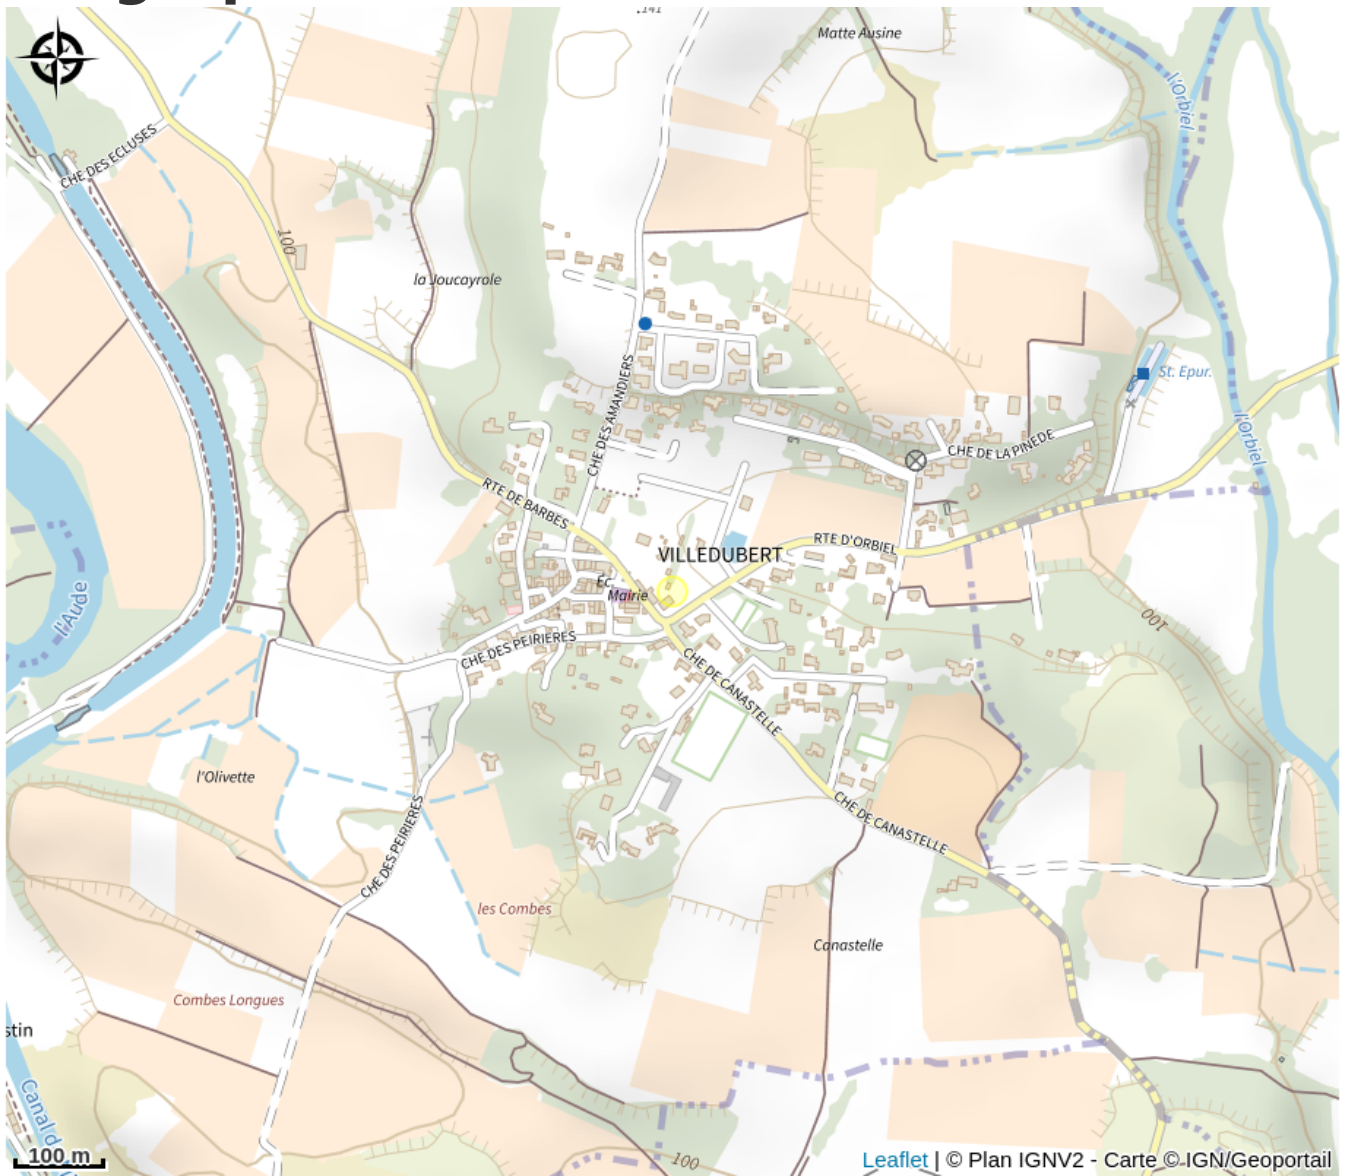 141
Matte Ausine
l'Orbiel
CHE DES ECLUSES
100
la Joucayrole
CHE DES AMANDIERS
St. Epur.
l'Orbiel
CHE DE LA PINEDE
RTE DE BARBES
RTE D'ORBIEL
VILLEDUBERT
Ec.
Mairie
l'Aude
100
CHE DES PEIRIERES
CHE DE CANASTELLE
l'Olivette
CHE DES PEIRIERES
CHE DE CANASTELLE
les Combes
Canastelle
Combes Longues
stin
Canal d
100 m
100
Leaflet | © Plan IGNV2 - Carte © IGN/Geoportail